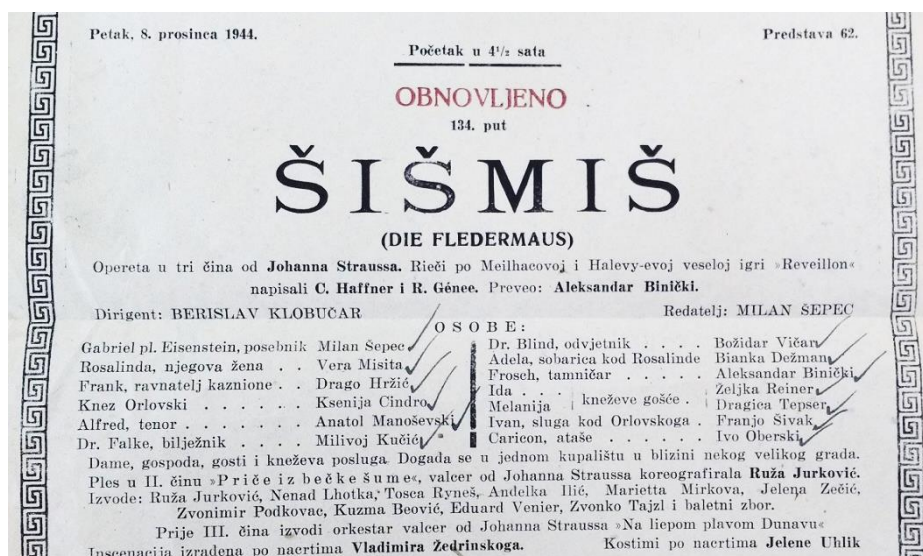 Petak, 8. prosinca 1944.
Predstava 62.
Početak u 4¹/₂ sata
OBNOVLJENO
134. put
ŠIŠMIŠ
(DIE FLEDERMAUS)
Opereta u tri čina od Johanna Straussa. Rieči po Meilhacovoj i Halevy-evoj veseloj igri »Reveillon«
napisali C. Haffner i R. Génee. Preveo: Aleksandar Binički.
Dirigent: BERISLAV KLOBUČAR
Redatelj: MILAN ŠEPEC
OSOBE:
Gabriel pl. Eisenstein, posebnik Milan Šepec
Rosalinda, njegova žena . . Vera Misita
Frank, ravnatelj kaznione . . Drago Hržić
Knez Orlovski . . . . . . . Ksenija Cindro
Alfred, tenor . . . . . . Anatol Manoševski
Dr. Falke, bilježnik . . . . Milivoj Kučić
Dr. Blind, odvjetnik . . . . Božidar Vičar
Adela, sobarica kod Rosalinde Bianka Dežman
Frosch, tamničar . . . . . Aleksandar Binički
Ida . . . kneževe gošće . Željka Reiner
Melanija Dragica Tepser
Ivan, sluga kod Orlovskoga . Franjo Šivak
Caricon, ataše . . . . . . Ivo Oberski
Dame, gospoda, gosti i kneževa posluga Događa se u jednom kupalištu u blizini nekog velikog grada.
Ples u II. činu »Priče iz bečke šume«, valcer od Johanna Straussa koreografirala Ruža Jurković.
Izvode: Ruža Jurković, Nenad Lhotka, Tosca Ryneš, Anđelka Ilić, Marietta Mirkova, Jelena Zečić,
Zvonimir Podkovac, Kuzma Beović, Eduard Venier, Zvonko Tajzl i baletni zbor.
Prije III. čina izvodi orkestar valcer od Johanna Straussa »Na liepom plavom Dunavu«
Inscenacija izrađena po nacrtima Vladimira Žedrinskoga.
Kostimi po nacrtima Jelene Uhlik